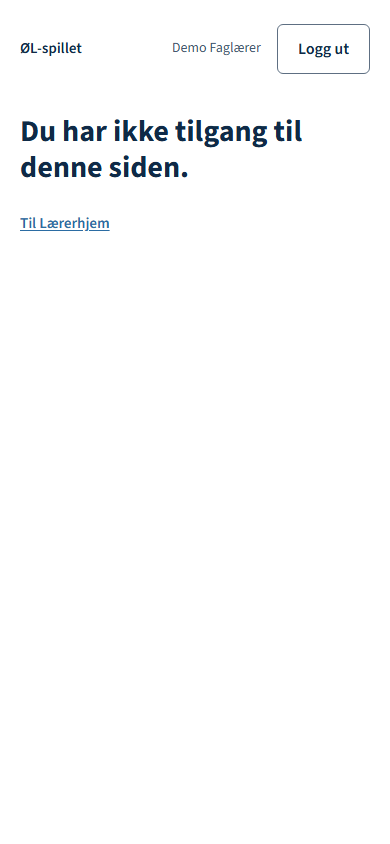 ØL-spillet
Demo Faglærer
Logg ut
Du har ikke tilgang til
denne siden.
Til Lærerhjem